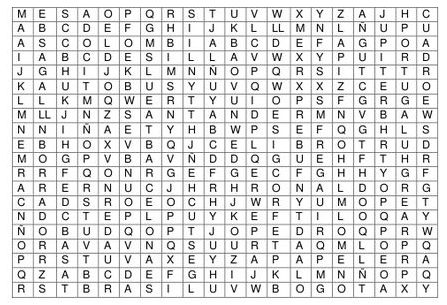 M E S A O P Q R S T U V W X Y Z A J H C
A B C D E F G H I J K L LL M N L Ñ U P U
A S C O L O M B I A B C D E F A G P O A
I A B C D E S I L L A V W X Y P U I R D
J G H I J K L M N Ñ O P Q R S I T T T R
K A U T O B U S Y U V Q W X X Z C E U O
L L K M Q W E R T Y U I O P S F G R G E
M LL J N Z S A N T A N D E R M N V B A W
N N I Ñ A E T Y H B W P S E F Q G H L S
E B H O X V B Q J C E L I B R O T R U D
M O G P V B A V Ñ D D Q G U E H F T H R
R R F Q O N R G E F G E C F G H H Y G F
A R E R N U C J H R H R O N A L D O R G
C A D S R O E O C H J W R Y U M O P E T
N D C T E P L P U Y K E F T I L O Q A Y
Ñ O B U D Q O P T J O P E D R O Q P R W
O R A V A V N Q S U U R T A Q M L O P Q
P R S T U V A X E Y Z A P A P E L E R A
Q Z A B C D E F G H I J K L M N Ñ O P Q
R S T B R A S I L U V W B O G O T A X Y